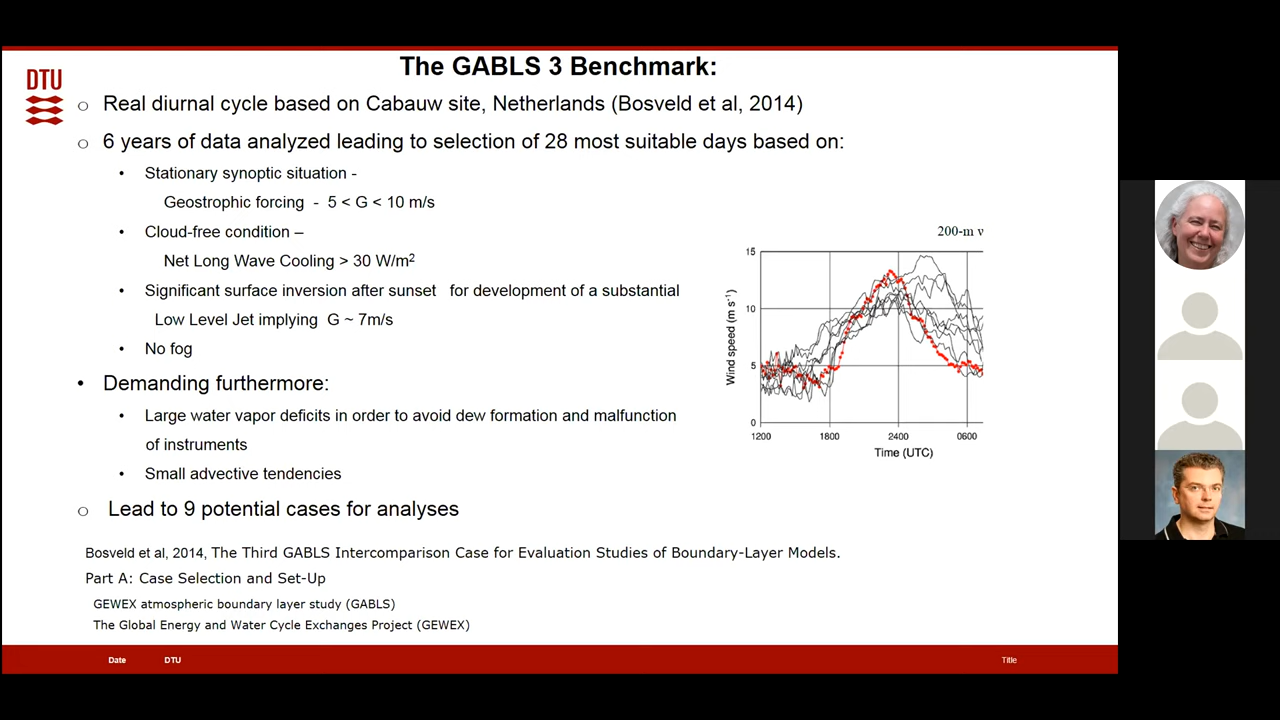 The GABLS 3 Benchmark:
DTU
o Real diurnal cycle based on Cabauw site, Netherlands (Bosveld et al, 2014)
o 6 years of data analyzed leading to selection of 28 most suitable days based on:
• Stationary synoptic situation -
Geostrophic forcing - 5 < G < 10 m/s
• Cloud-free condition –
Net Long Wave Cooling > 30 W/m²
• Significant surface inversion after sunset for development of a substantial
Low Level Jet implying G ~ 7m/s
• No fog
• Demanding furthermore:
• Large water vapor deficits in order to avoid dew formation and malfunction
of instruments
• Small advective tendencies
o Lead to 9 potential cases for analyses
200-m v
15
10
5
0
Wind speed (m s⁻¹)
1200 1800 2400 0600
Time (UTC)
Bosveld et al, 2014, The Third GABLS Intercomparison Case for Evaluation Studies of Boundary-Layer Models.
Part A: Case Selection and Set-Up
GEWEX atmospheric boundary layer study (GABLS)
The Global Energy and Water Cycle Exchanges Project (GEWEX)
Date DTU Title